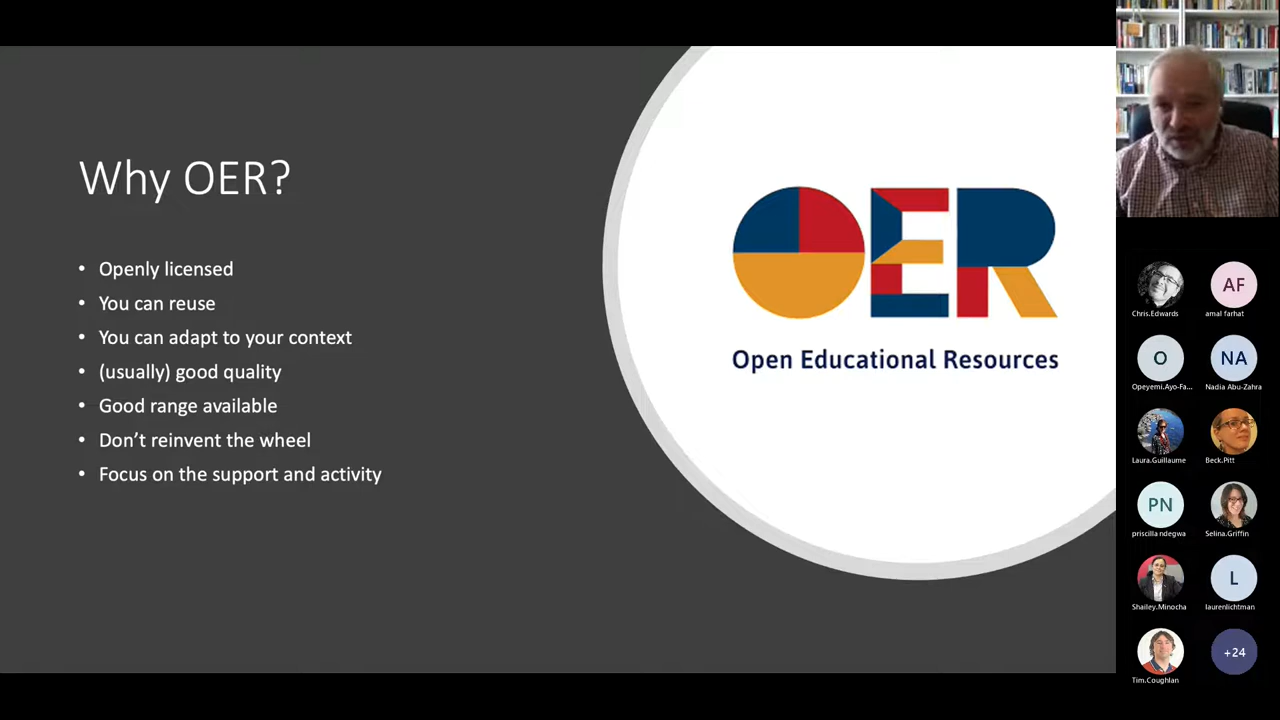 Why OER?
• Openly licensed
• You can reuse
• You can adapt to your context
• (usually) good quality
• Good range available
• Don’t reinvent the wheel
• Focus on the support and activity
OER
Open Educational Resources
Chris.Edwards
AF
amal farhat
O
Opeyemi.Ayo-Fa...
NA
Nadia Abu-Zahra
Laura.Guillaume
Beck.Pitt
PN
priscilla ndegwa
Selina.Griffin
Shailey.Minocha
L
laurenlichtman
Tim.Coughlan
+24